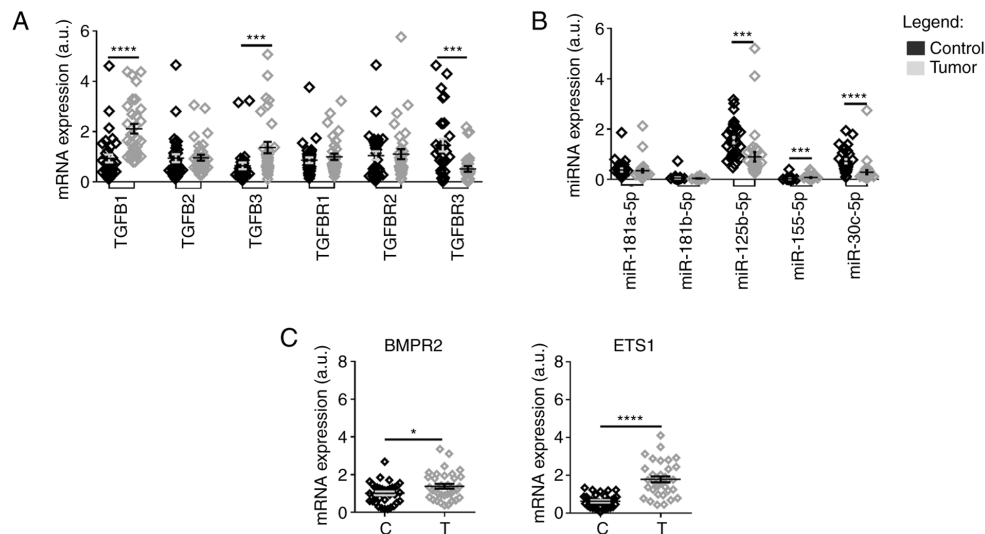 A
mRNA expression (a.u.)
6
4
2
0
****
***
***
TGFB1
TGFB2
TGFB3
TGFBR1
TGFBR2
TGFBR3
B
miRNA expression (a.u.)
6
4
2
0
***
***
****
miR-181a-5p
miR-181b-5p
miR-125b-5p
miR-155-5p
miR-30c-5p
Legend:
Control
Tumor
C
BMPR2
mRNA expression (a.u.)
8
6
4
2
0
*
C T
ETS1
mRNA expression (a.u.)
8
6
4
2
0
****
C T